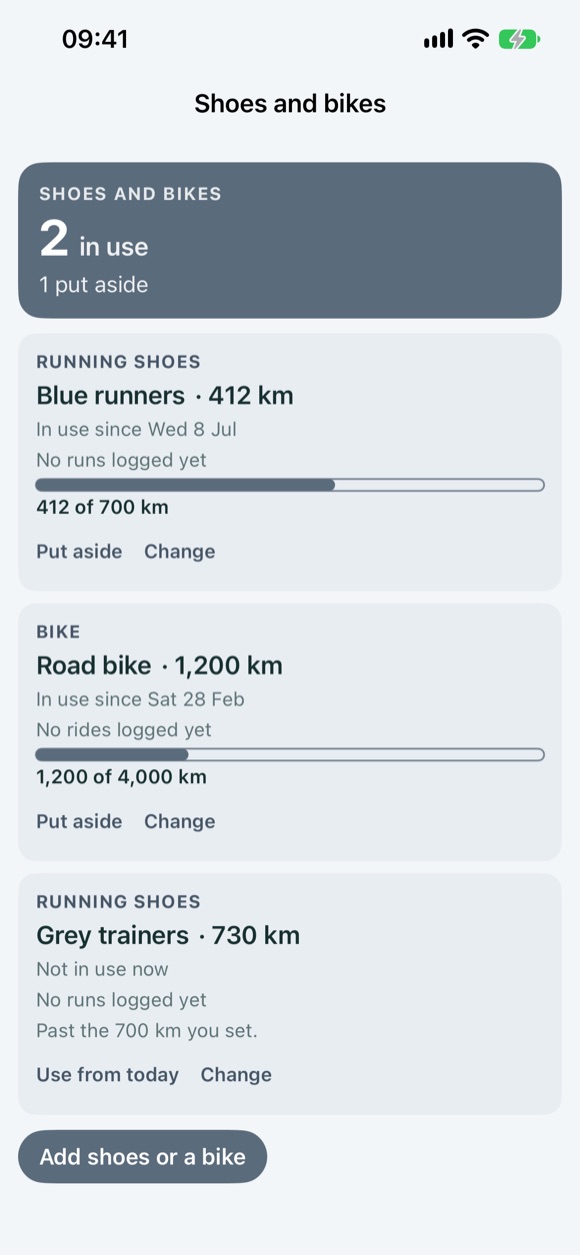 09:41
Shoes and bikes
SHOES AND BIKES
2 in use
1 put aside
RUNNING SHOES
Blue runners · 412 km
In use since Wed 8 Jul
No runs logged yet
412 of 700 km
Put aside Change
BIKE
Road bike · 1,200 km
In use since Sat 28 Feb
No rides logged yet
1,200 of 4,000 km
Put aside Change
RUNNING SHOES
Grey trainers · 730 km
Not in use now
No runs logged yet
Past the 700 km you set.
Use from today Change
Add shoes or a bike